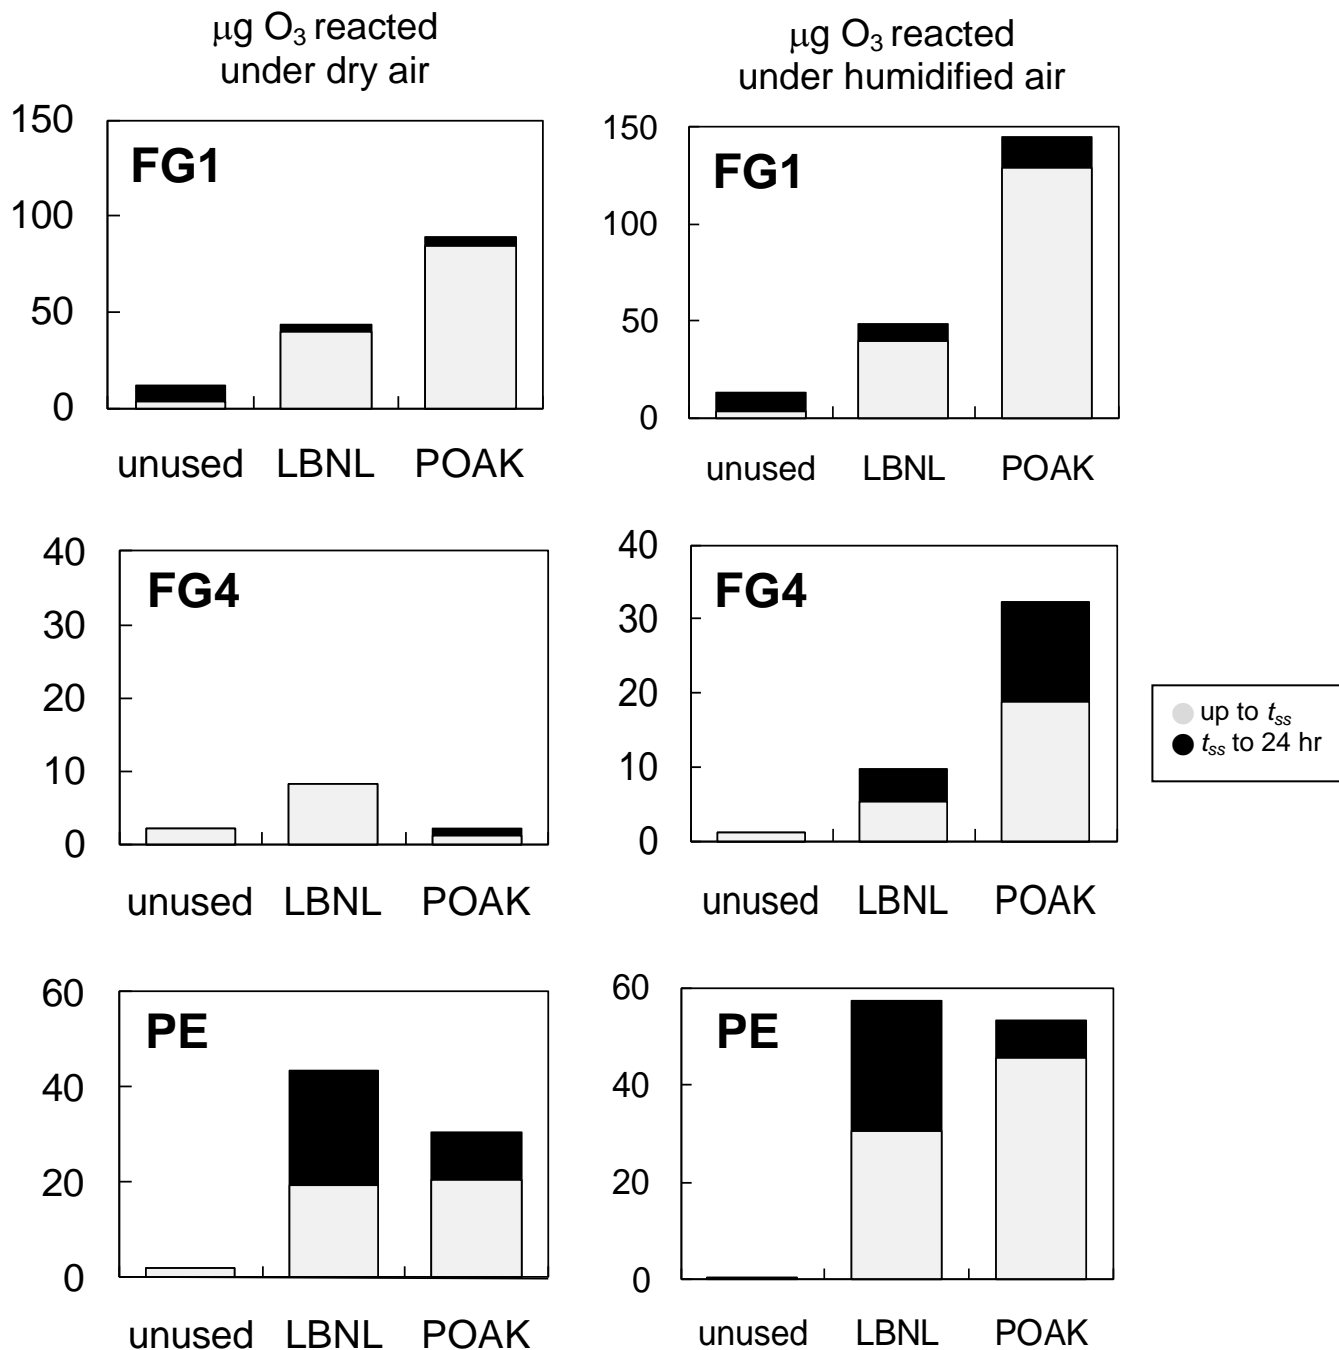 μg O3 reacted
under dry air
μg O3 reacted
under humidified air
150
100
50
0
FG1
unused LBNL POAK
150
100
50
0
FG1
unused LBNL POAK
40
30
20
10
0
FG4
unused LBNL POAK
40
30
20
10
0
FG4
unused LBNL POAK
up to tss
tss to 24 hr
60
40
20
0
PE
unused LBNL POAK
60
40
20
0
PE
unused LBNL POAK